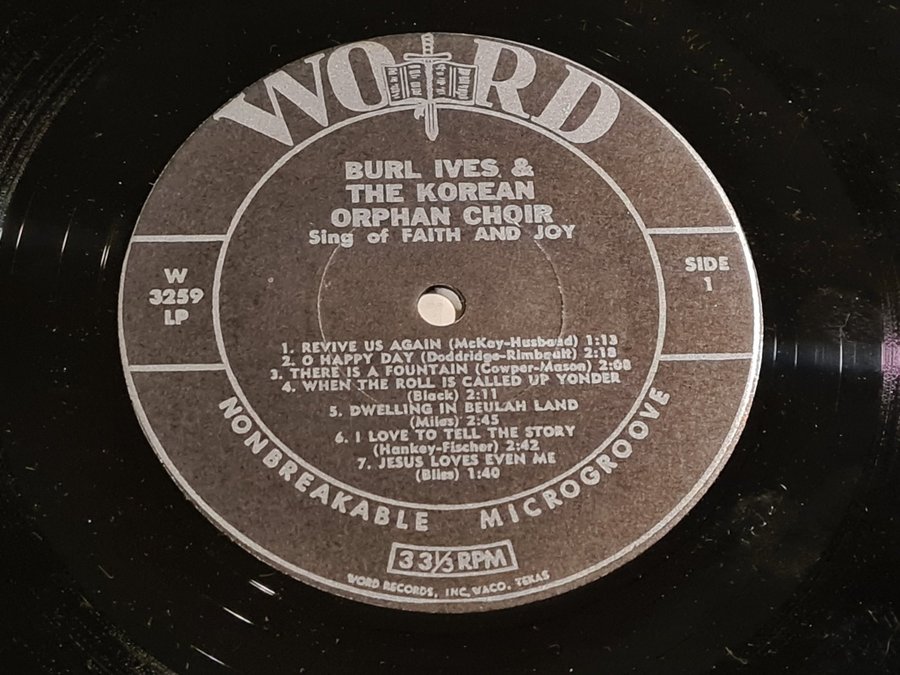 WORD
BURL IVES &
THE KOREAN
ORPHAN CHOIR
Sing of FAITH AND JOY
W
3259
LP
SIDE
1
1. REVIVE US AGAIN (McKay-Husband) 1:13
2. O HAPPY DAY (Doddridge-Rimbault) 2:18
3. THERE IS A FOUNTAIN (Cowper-Mason) 2:08
4. WHEN THE ROLL IS CALLED UP YONDER
(Black) 2:11
5. DWELLING IN BEULAH LAND
(Miles) 2:45
6. I LOVE TO TELL THE STORY
(Hankey-Fischer) 2:42
7. JESUS LOVES EVEN ME
(Bliss) 1:40
NONBREAKABLE MICROGROOVE
33⅓ RPM
WORD RECORDS, INC. WACO, TEXAS